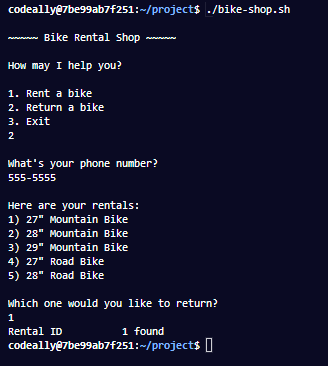 codeally@7be99ab7f251:~/project$ ./bike-shop.sh
~~~~~ Bike Rental Shop ~~~~~
How may I help you?
1. Rent a bike
2. Return a bike
3. Exit
2
What's your phone number?
555-5555
Here are your rentals:
1) 27" Mountain Bike
2) 28" Mountain Bike
3) 29" Mountain Bike
4) 27" Road Bike
5) 28" Road Bike
Which one would you like to return?
1
Rental ID         1 found
codeally@7be99ab7f251:~/project$